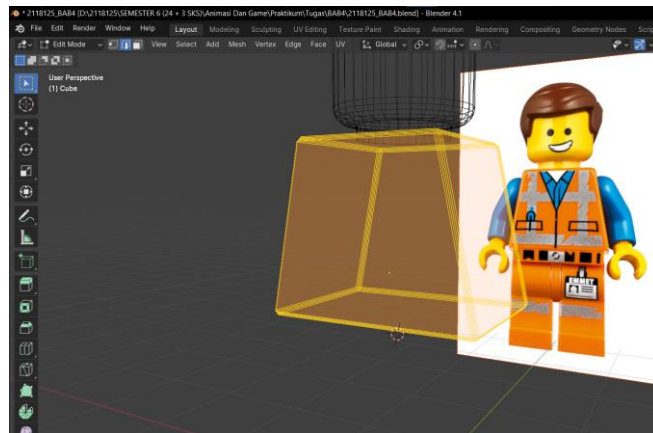 * 2118125_BAB4 [D:\2118125\SEMESTER 6 (24 + 3 SKS)\Animasi Dan Game\Praktikum\Tugas\BAB4\2118125_BAB4.blend] - Blender 4.1
File Edit Render Window Help Layout Modeling Sculpting UV Editing Texture Paint Shading Animation Rendering Compositing Geometry Nodes Scrip
Edit Mode View Select Add Mesh Vertex Edge Face UV Global
User Perspective
(1) Cube
EMMET